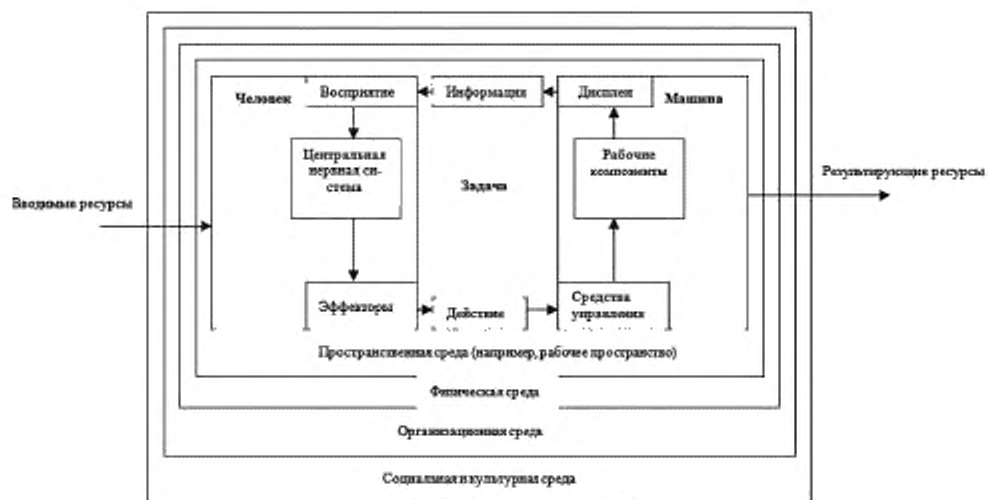 Человек
Восприятие
Информация
Дисплеи
Машина
Центральная
нервная си-
стема
Задача
Рабочие
компоненты
Результирующие ресурсы
Вводимые ресурсы
Эффекторы
Действие
Средства
управления
Пространственная среда (например, рабочее пространство)
Физическая среда
Организационная среда
Социальная и культурная среда